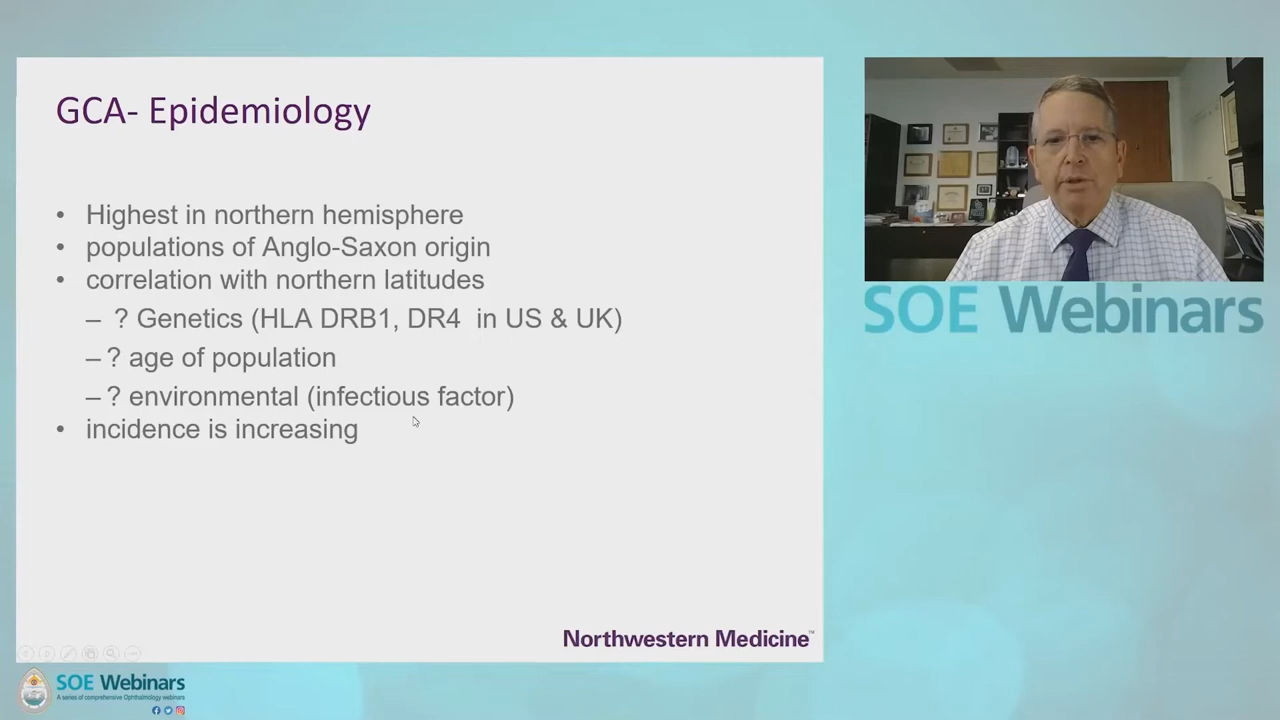 GCA- Epidemiology
• Highest in northern hemisphere
• populations of Anglo-Saxon origin
• correlation with northern latitudes
– ? Genetics (HLA DRB1, DR4 in US & UK)
– ? age of population
– ? environmental (infectious factor)
• incidence is increasing
Northwestern Medicine™
SOE Webinars
SOE Webinars
A series of comprehensive Ophthalmology webinars